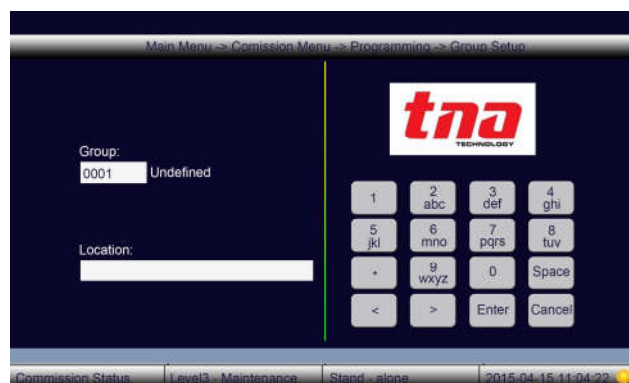 Main Menu -> Comission Menu -> Programming -> Group Setup
tna
TECHNOLOGY
Group:
0001 Undefined
Location:
1
2 abc
3 def
4 ghi
5 jkl
6 mno
7 pqrs
8 tuv
*
9 wxyz
0
Space
<
>
Enter
Cancel
Commission Status
Level3 - Maintenance
Stand - alone
2015-04-15 11:04:22